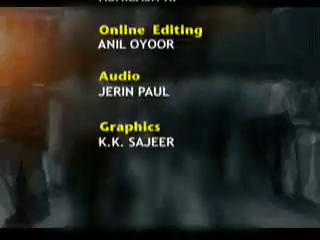 Online Editing
ANIL OYOOR
Audio
JERIN PAUL
Graphics
K.K. SAJEER